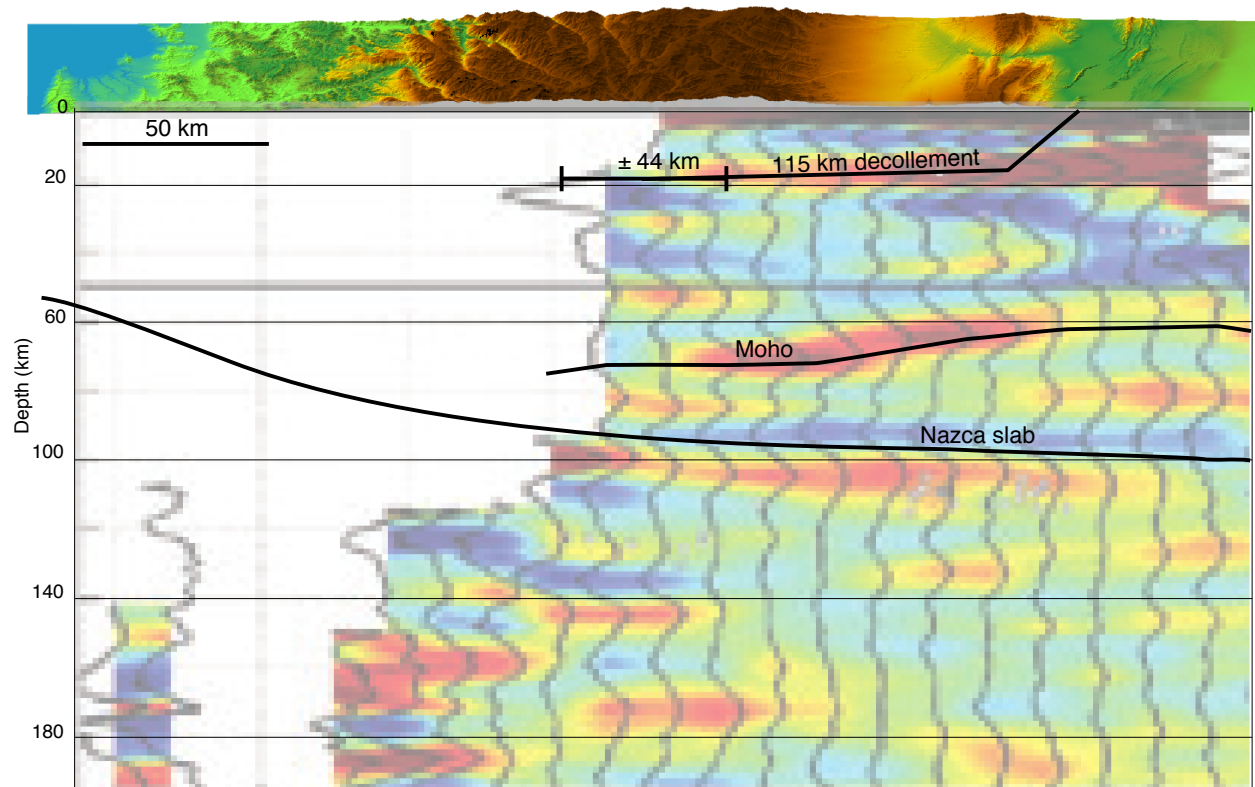 0
50 km
± 44 km
115 km decollement
20
60
Moho
Depth (km)
Nazca slab
100
140
180